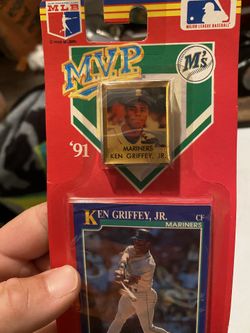 MLB
MAJOR LEAGUE BASEBALL
MVP
M's
'91
MARINERS
KEN GRIFFEY, JR.
KEN GRIFFEY, JR. CF
MARINERS